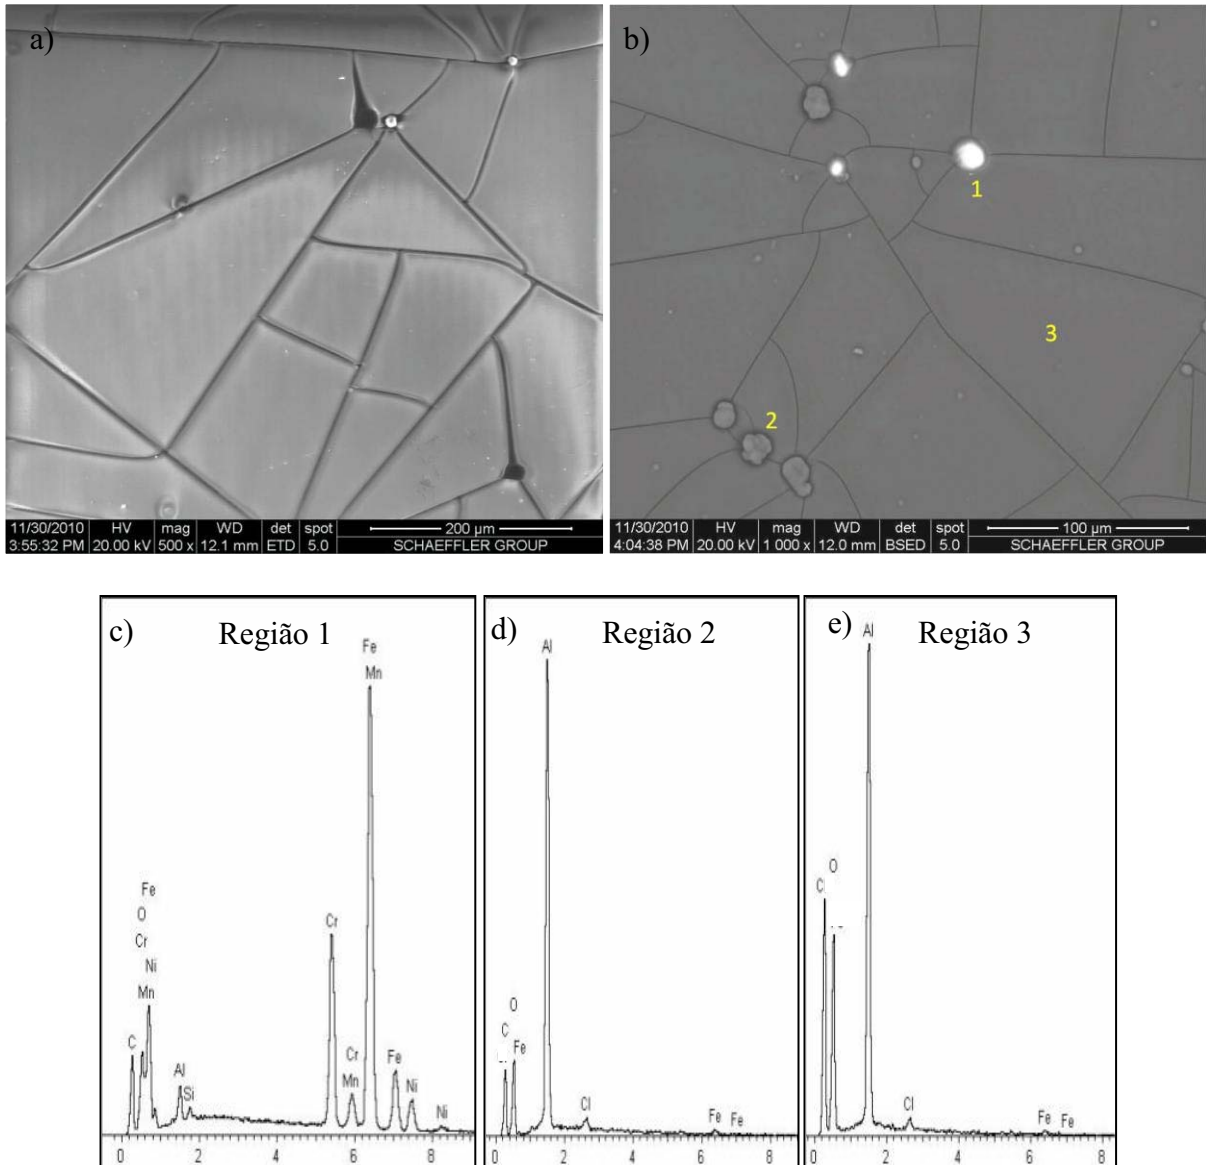 a)
11/30/2010 HV mag WD det spot 200 µm
3:55:32 PM 20.00 kV 500 x 12.1 mm ETD 5.0 SCHAEFFLER GROUP
b)
1
2
3
11/30/2010 HV mag WD det spot 100 µm
4:04:38 PM 20.00 kV 1 000 x 12.0 mm BSED 5.0 SCHAEFFLER GROUP
c) Região 1
Fe
Mn
Fe
O
Cr
Ni
Mn
C
Al
Si
Cr
Cr
Mn
Fe
Ni
Ni
0 2 4 6 8
d) Região 2
Al
O
C
Fe
Cl
Fe Fe
0 2 4 6 8
e) Região 3
Al
O
Cl
Fe Fe
0 2 4 6 8